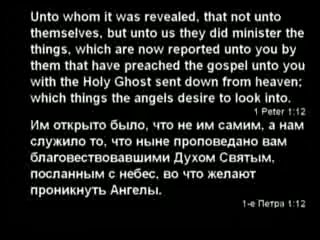 Unto whom it was revealed, that not unto
themselves, but unto us they did minister the
things, which are now reported unto you by
them that have preached the gospel unto you
with the Holy Ghost sent down from heaven;
which things the angels desire to look into.
1 Peter 1:12
Им открыто было, что не им самим, а нам
служило то, что ныне проповедано вам
благовествовавшими Духом Святым,
посланным с небес, во что желают
проникнуть Ангелы.
1-е Петра 1:12